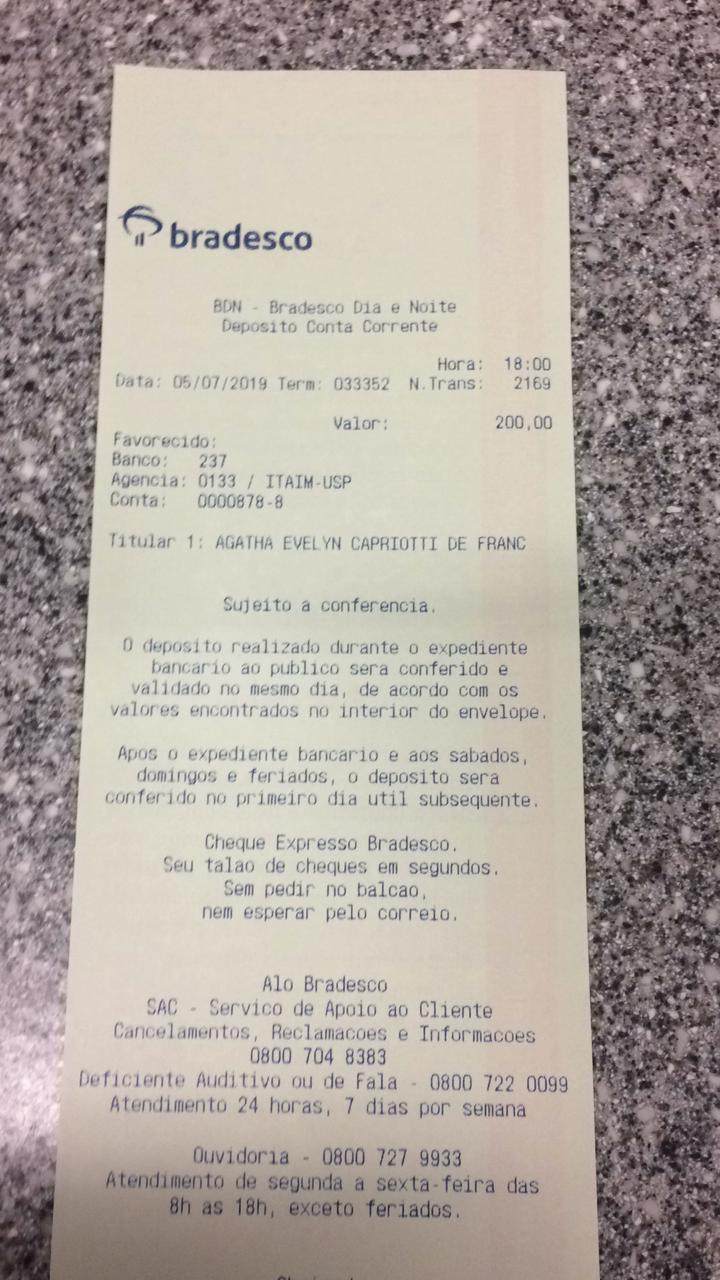 bradesco
BDN - Bradesco Dia e Noite
Deposito Conta Corrente
Hora: 18:00
Data: 05/07/2019 Term: 033352 N.Trans: 2169
Valor: 200,00
Favorecido:
Banco: 237
Agencia: 0133 / ITAIM-USP
Conta: 0000878-8
Titular 1: AGATHA EVELYN CAPRIOTTI DE FRANC
Sujeito a conferencia.
O deposito realizado durante o expediente
bancario ao publico sera conferido e
validado no mesmo dia, de acordo com os
valores encontrados no interior do envelope.
Apos o expediente bancario e aos sabados,
domingos e feriados, o deposito sera
conferido no primeiro dia util subsequente.
Cheque Expresso Bradesco.
Seu talao de cheques em segundos.
Sem pedir no balcao,
nem esperar pelo correio.
Alo Bradesco
SAC - Servico de Apoio ao Cliente
Cancelamentos, Reclamacoes e Informacoes
0800 704 8383
Deficiente Auditivo ou de Fala - 0800 722 0099
Atendimento 24 horas, 7 dias por semana
Ouvidoria - 0800 727 9933
Atendimento de segunda a sexta-feira das
8h as 18h, exceto feriados.